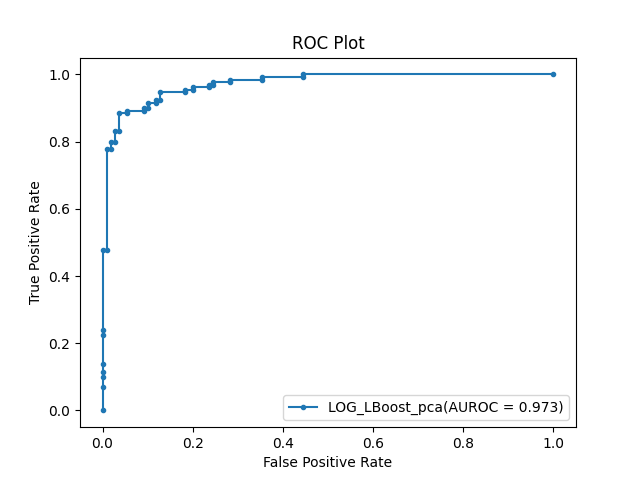 ROC Plot
1.0
0.8
0.6
0.4
0.2
0.0
True Positive Rate
LOG_LBoost_pca(AUROC = 0.973)
0.0 0.2 0.4 0.6 0.8 1.0
False Positive Rate